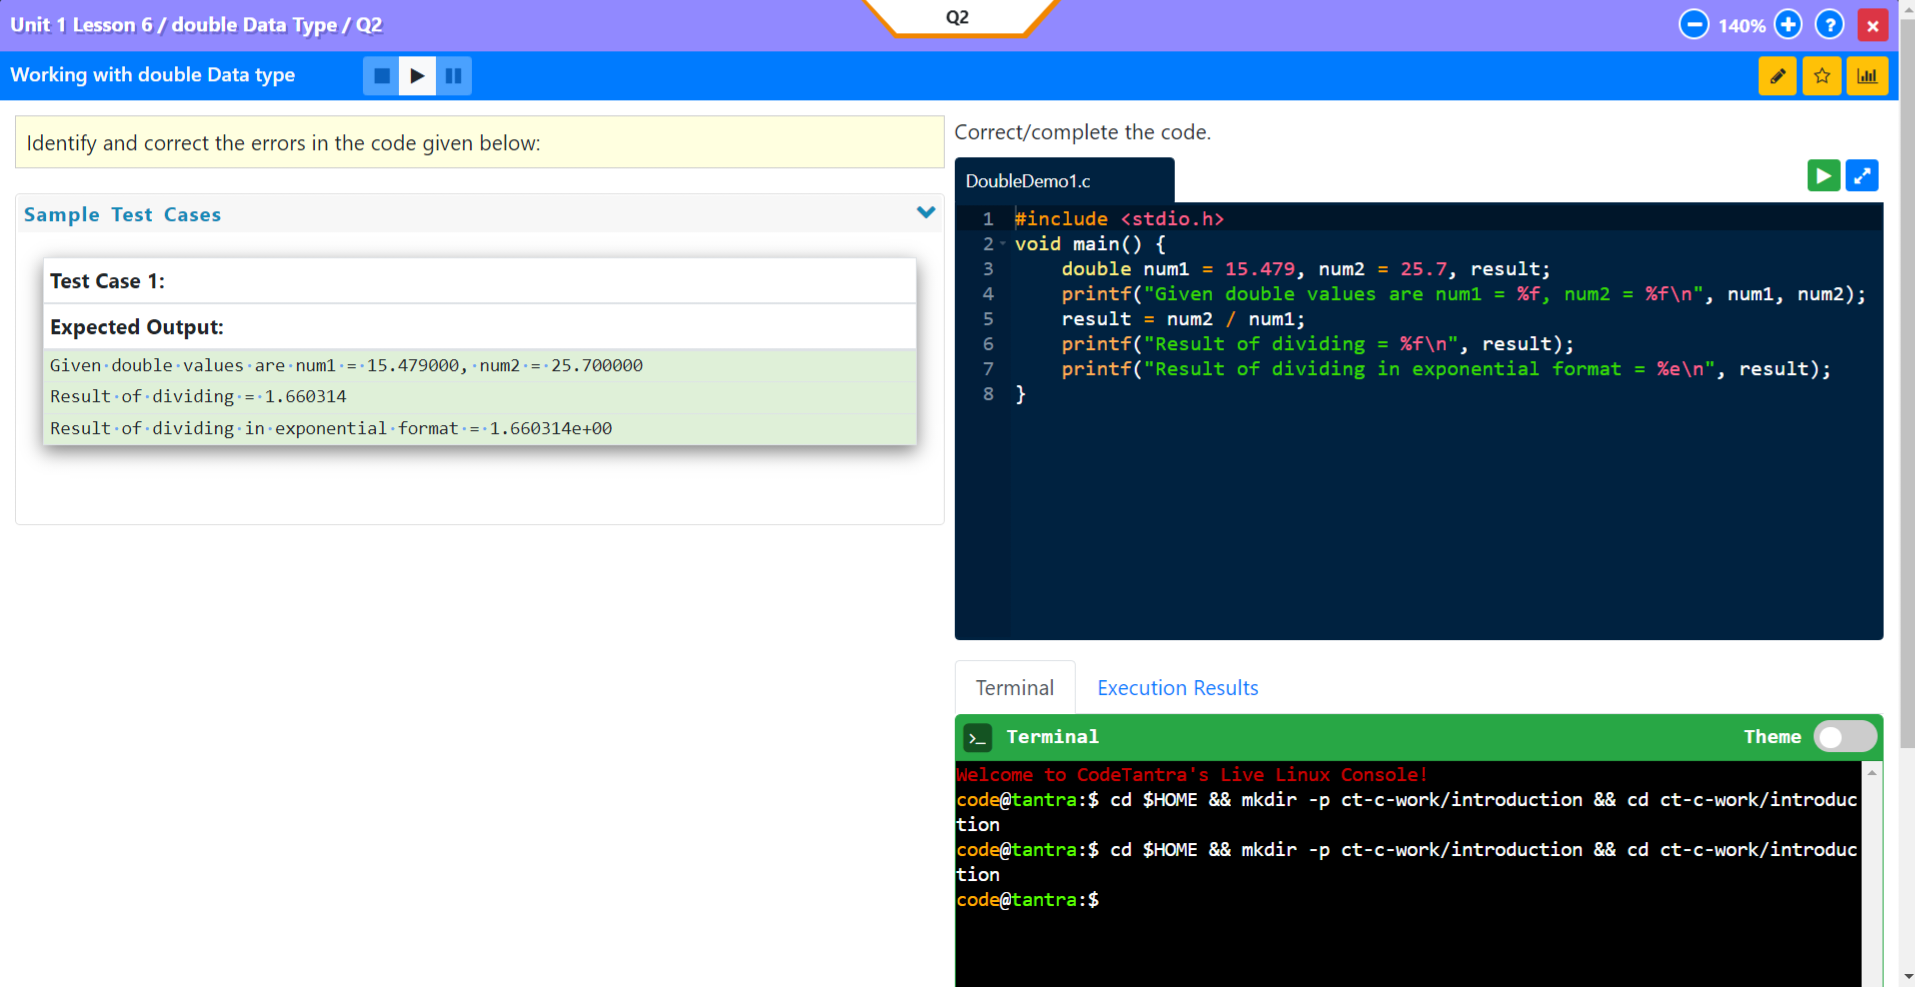 Unit 1 Lesson 6 / double Data Type / Q2
Q2
140%
?
Working with double Data type
Identify and correct the errors in the code given below:
Sample Test Cases
Test Case 1:
Expected Output:
Given·double·values·are·num1·=·15.479000,·num2·=·25.700000
Result·of·dividing·=·1.660314
Result·of·dividing·in·exponential·format·=·1.660314e+00
Correct/complete the code.
DoubleDemo1.c
1 #include <stdio.h>
2 void main() {
3 double num1 = 15.479, num2 = 25.7, result;
4 printf("Given double values are num1 = %f, num2 = %f\n", num1, num2);
5 result = num2 / num1;
6 printf("Result of dividing = %f\n", result);
7 printf("Result of dividing in exponential format = %e\n", result);
8 }
Terminal Execution Results
>_ Terminal Theme
Welcome to CodeTantra's Live Linux Console!
code@tantra:$ cd $HOME && mkdir -p ct-c-work/introduction && cd ct-c-work/introduc
tion
code@tantra:$ cd $HOME && mkdir -p ct-c-work/introduction && cd ct-c-work/introduc
tion
code@tantra:$